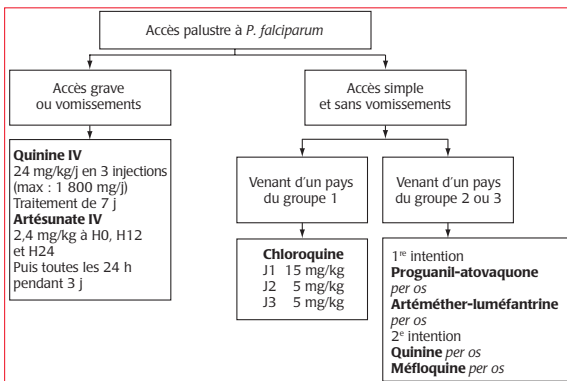 Accès palustre à P. falciparum
Accès grave
ou vomissements
Accès simple
et sans vomissements
Quinine IV
24 mg/kg/j en 3 injections
(max : 1 800 mg/j)
Traitement de 7 j
Artésunate IV
2,4 mg/kg à H0, H12
et H24
Puis toutes les 24 h
pendant 3 j
Venant d'un pays
du groupe 1
Venant d'un pays
du groupe 2 ou 3
Chloroquine
J1 15 mg/kg
J2 5 mg/kg
J3 5 mg/kg
1re intention
Proguanil-atovaquone
per os
Artéméther-luméfantrine
per os
2e intention
Quinine per os
Méfloquine per os